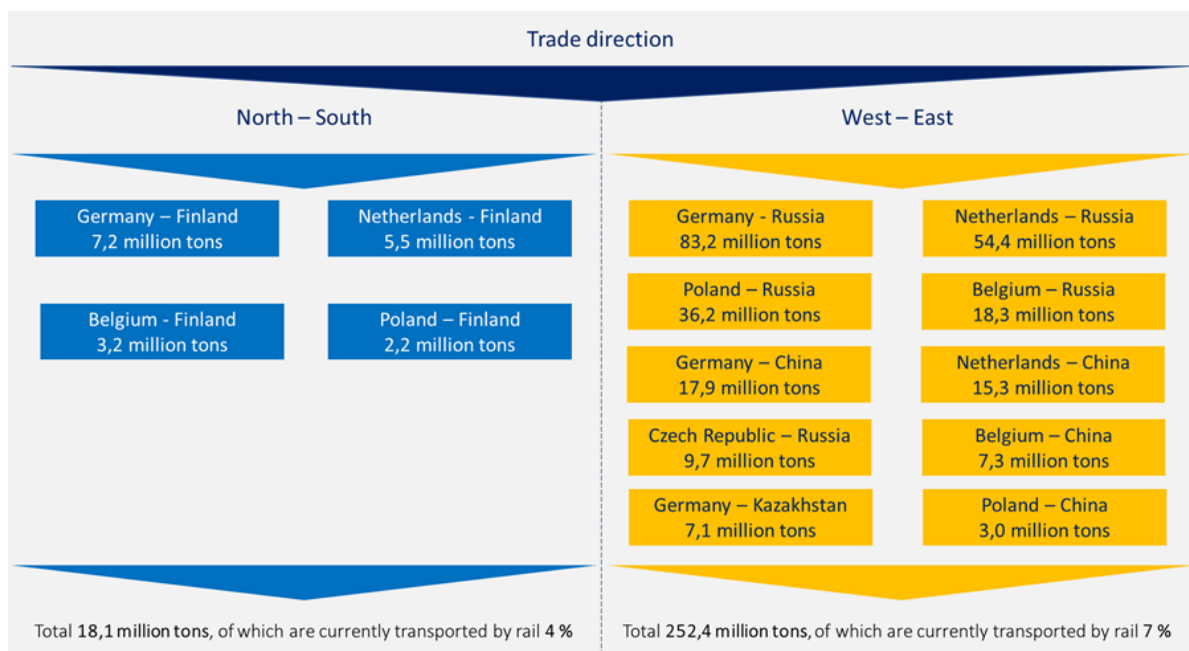 Trade direction
North – South
West – East
Germany – Finland
7,2 million tons
Netherlands - Finland
5,5 million tons
Belgium - Finland
3,2 million tons
Poland – Finland
2,2 million tons
Germany - Russia
83,2 million tons
Netherlands – Russia
54,4 million tons
Poland – Russia
36,2 million tons
Belgium – Russia
18,3 million tons
Germany – China
17,9 million tons
Netherlands – China
15,3 million tons
Czech Republic – Russia
9,7 million tons
Belgium – China
7,3 million tons
Germany – Kazakhstan
7,1 million tons
Poland – China
3,0 million tons
Total 18,1 million tons, of which are currently transported by rail 4 %
Total 252,4 million tons, of which are currently transported by rail 7 %